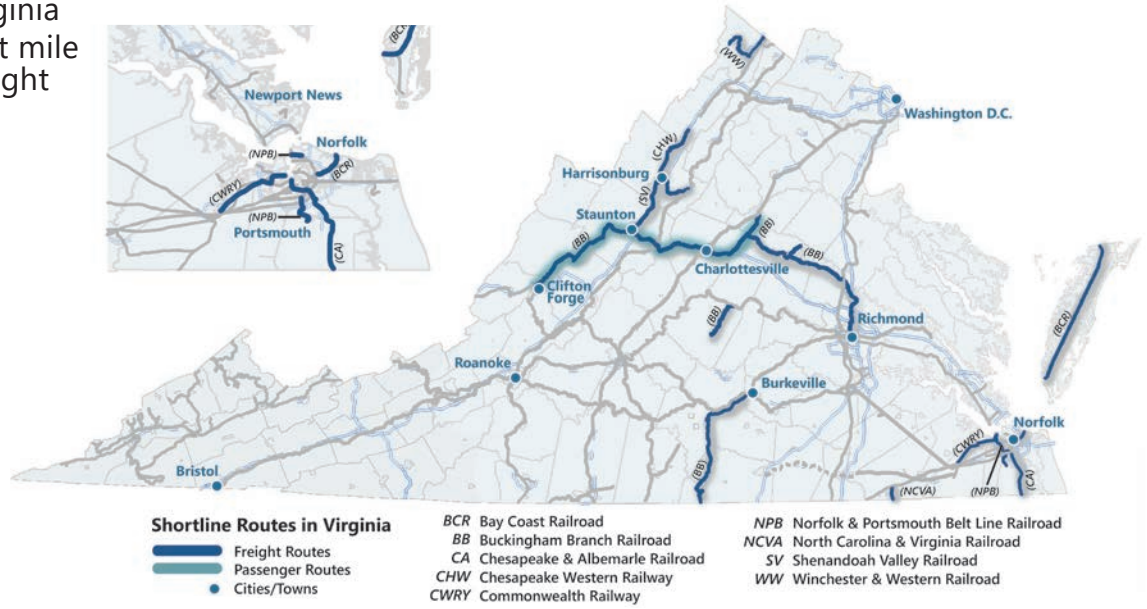 ginia
t mile
ght
(BCR)
Newport News
Norfolk
(NPB)
(BCR)
(CWRY)
(NPB)
Portsmouth
(CA)
(WW)
Washington D.C.
(CHW)
Harrisonburg
(SV)
Staunton
(BB)
(BB)
(BB)
Charlottesville
Clifton
Forge
(BCR)
(BB)
Richmond
Roanoke
Burkeville
Norfolk
(CWRY)
Bristol
(BB)
(NCVA)
(NPB)
(CA)
Shortline Routes in Virginia
Freight Routes
Passenger Routes
Cities/Towns
BCR Bay Coast Railroad
BB Buckingham Branch Railroad
CA Chesapeake & Albemarle Railroad
CHW Chesapeake Western Railway
CWRY Commonwealth Railway
NPB Norfolk & Portsmouth Belt Line Railroad
NCVA North Carolina & Virginia Railroad
SV Shenandoah Valley Railroad
WW Winchester & Western Railroad